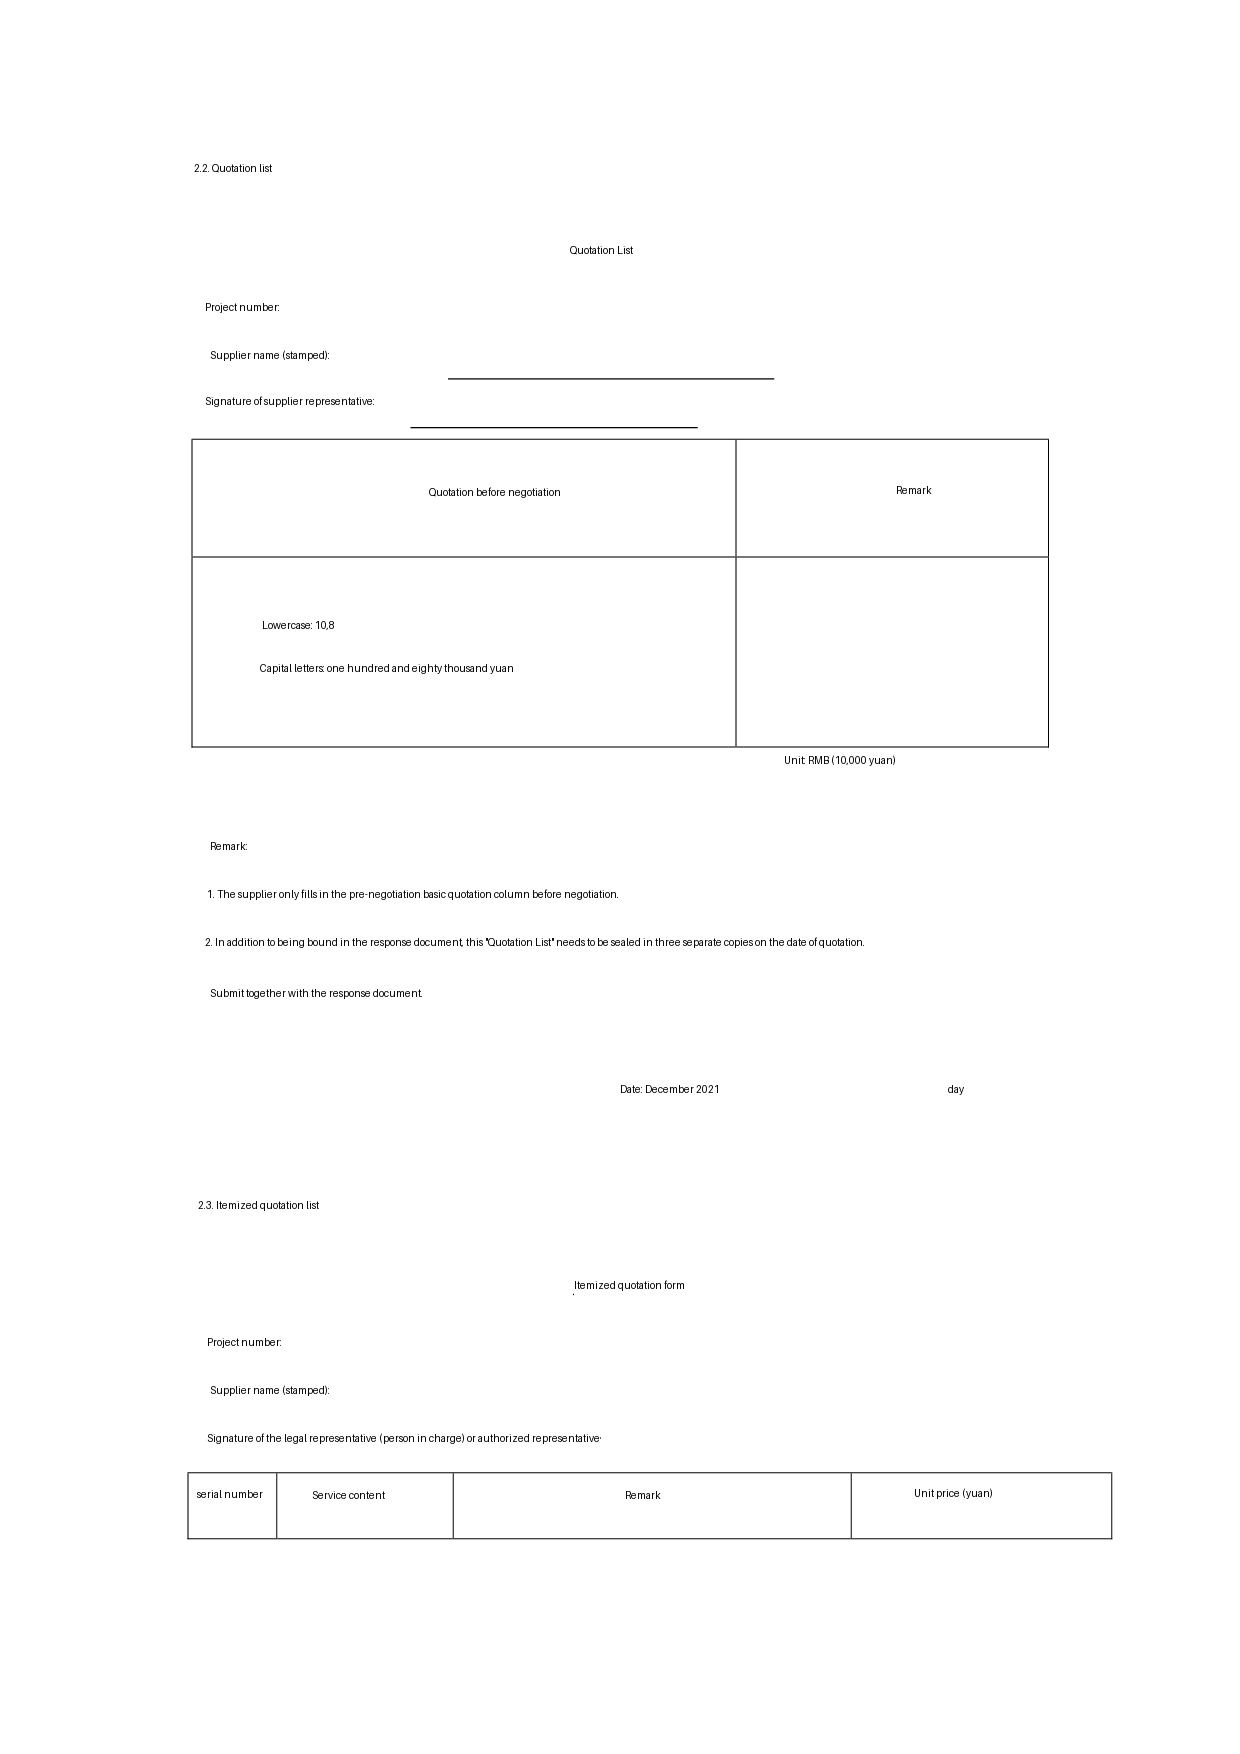 2.2. Quotation list
Quotation List
Project number:
Supplier name (stamped):
Signature of supplier representative:
Quotation before negotiation
Remark
Lowercase: 10,8
Capital letters: one hundred and eighty thousand yuan
Unit: RMB (10,000 yuan)
Remark:
1. The supplier only fills in the pre-negotiation basic quotation column before negotiation.
2. In addition to being bound in the response document, this "Quotation List" needs to be sealed in three separate copies on the date of quotation.
Submit together with the response document.
Date: December 2021 day
2.3. Itemized quotation list
Itemized quotation form
Project number:
Supplier name (stamped):
Signature of the legal representative (person in charge) or authorized representative·
serial number
Service content
Remark
Unit price (yuan)